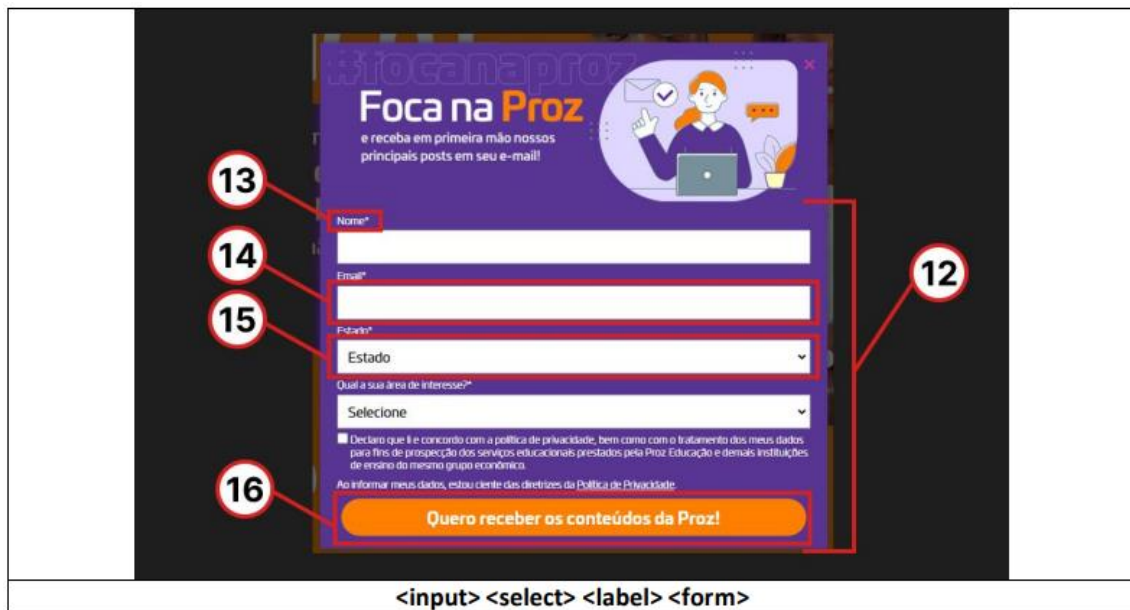 #focanaproz
Foca na Proz
e receba em primeira mão nossos
principais posts em seu e-mail!
13
Nome*
14
Email*
12
15
Estado*
Estado
Qual a sua área de interesse?*
Selecione
Declaro que li e concordo com a política de privacidade, bem como com o tratamento dos meus dados
para fins de prospecção dos serviços educacionais prestados pela Proz Educação e demais instituições
de ensino do mesmo grupo econômico.
Ao informar meus dados, estou ciente das diretrizes da Política de Privacidade.
16
Quero receber os conteúdos da Proz!
<input> <select> <label> <form>